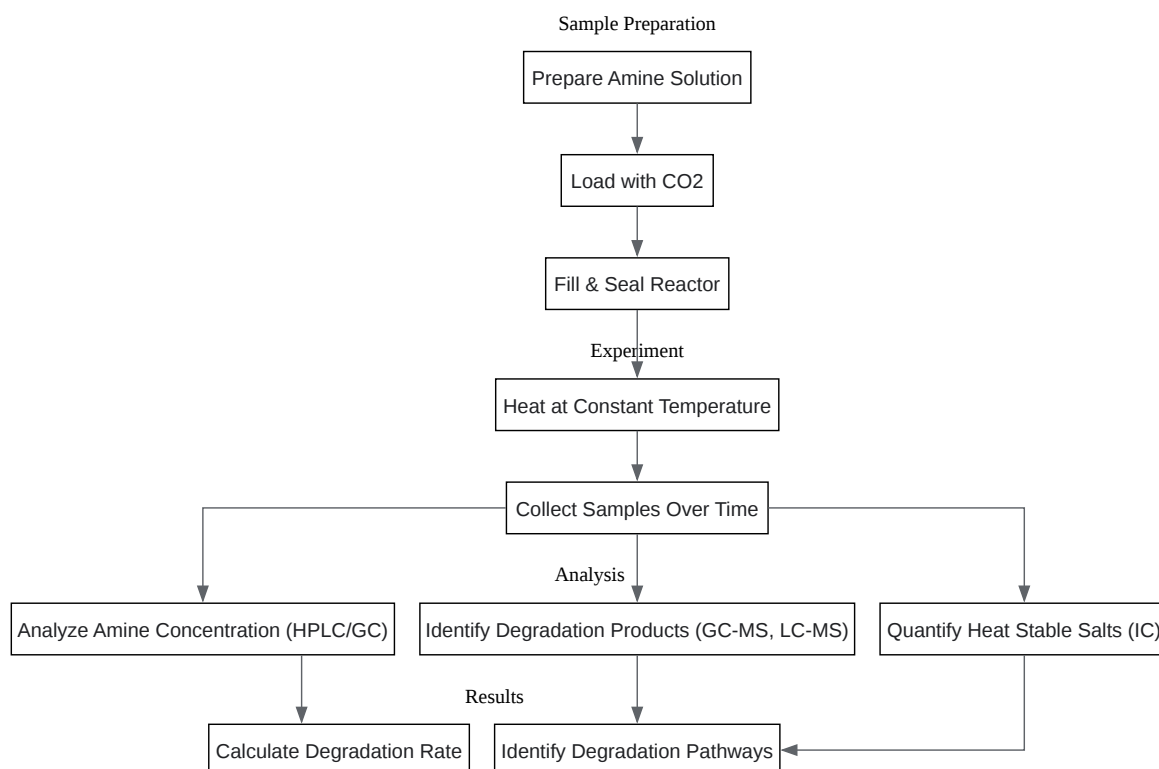 Sample Preparation
Prepare Amine Solution
Load with CO2
Fill & Seal Reactor
Experiment
Heat at Constant Temperature
Collect Samples Over Time
Analysis
Analyze Amine Concentration (HPLC/GC)
Identify Degradation Products (GC-MS, LC-MS)
Quantify Heat Stable Salts (IC)
Results
Calculate Degradation Rate
Identify Degradation Pathways